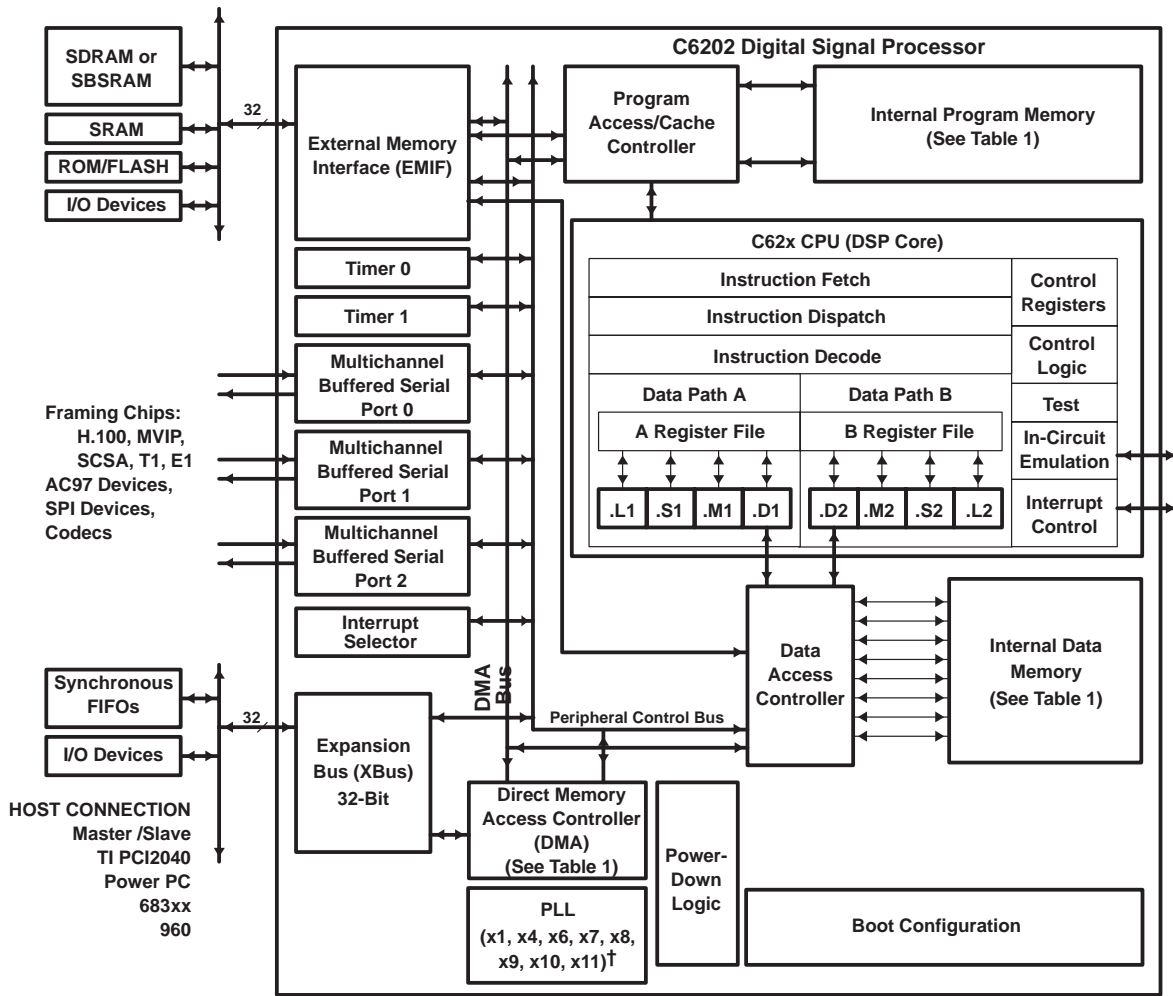 C6202 Digital Signal Processor
SDRAM or
SBSRAM
SRAM
ROM/FLASH
I/O Devices
32
External Memory
Interface (EMIF)
Program
Access/Cache
Controller
Internal Program Memory
(See Table 1)
Timer 0
Timer 1
Multichannel
Buffered Serial
Port 0
Multichannel
Buffered Serial
Port 1
Multichannel
Buffered Serial
Port 2
Interrupt
Selector
Framing Chips:
H.100, MVIP,
SCSA, T1, E1
AC97 Devices,
SPI Devices,
Codecs
C62x CPU (DSP Core)
Instruction Fetch
Instruction Dispatch
Instruction Decode
Data Path A
Data Path B
A Register File
B Register File
.L1 .S1 .M1 .D1
.D2 .M2 .S2 .L2
Control
Registers
Control
Logic
Test
In-Circuit
Emulation
Interrupt
Control
Synchronous
FIFOs
I/O Devices
32
Expansion
Bus (XBus)
32-Bit
DMA
Bus
Peripheral Control Bus
Data
Access
Controller
Internal Data
Memory
(See Table 1)
HOST CONNECTION
Master /Slave
TI PCI2040
Power PC
683xx
960
Direct Memory
Access Controller
(DMA)
(See Table 1)
PLL
(x1, x4, x6, x7, x8,
x9, x10, x11)†
Power-
Down
Logic
Boot Configuration